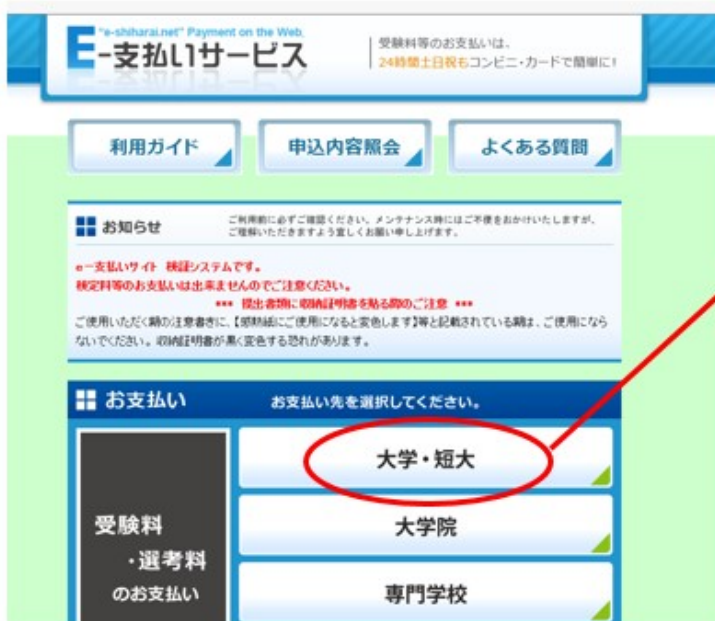 "e-shiharai.net" Payment on the Web.
E-支払いサービス
受験料等のお支払いは、
24時間土日祝もコンビニ・カードで簡単に!
利用ガイド
申込内容照会
よくある質問
お知らせ
ご利用前に必ずご確認ください。メンテナンス時にはご不便をおかけいたしますが、
ご理解いただきますよう宜しくお願い申し上げます。
e-支払いサイト 検証システムです。
検定料等のお支払いは出来ませんのでご注意ください。
*** 提出書類に収納証明書を貼る際のご注意 ***
ご使用いただく糊の注意書きに、【感熱紙にご使用になると変色します】等と記載されている糊は、ご使用になら
ないでください。収納証明書が黒く変色する恐れがあります。
お支払い
お支払い先を選択してください。
受験料
・選考料
のお支払い
大学・短大
大学院
専門学校